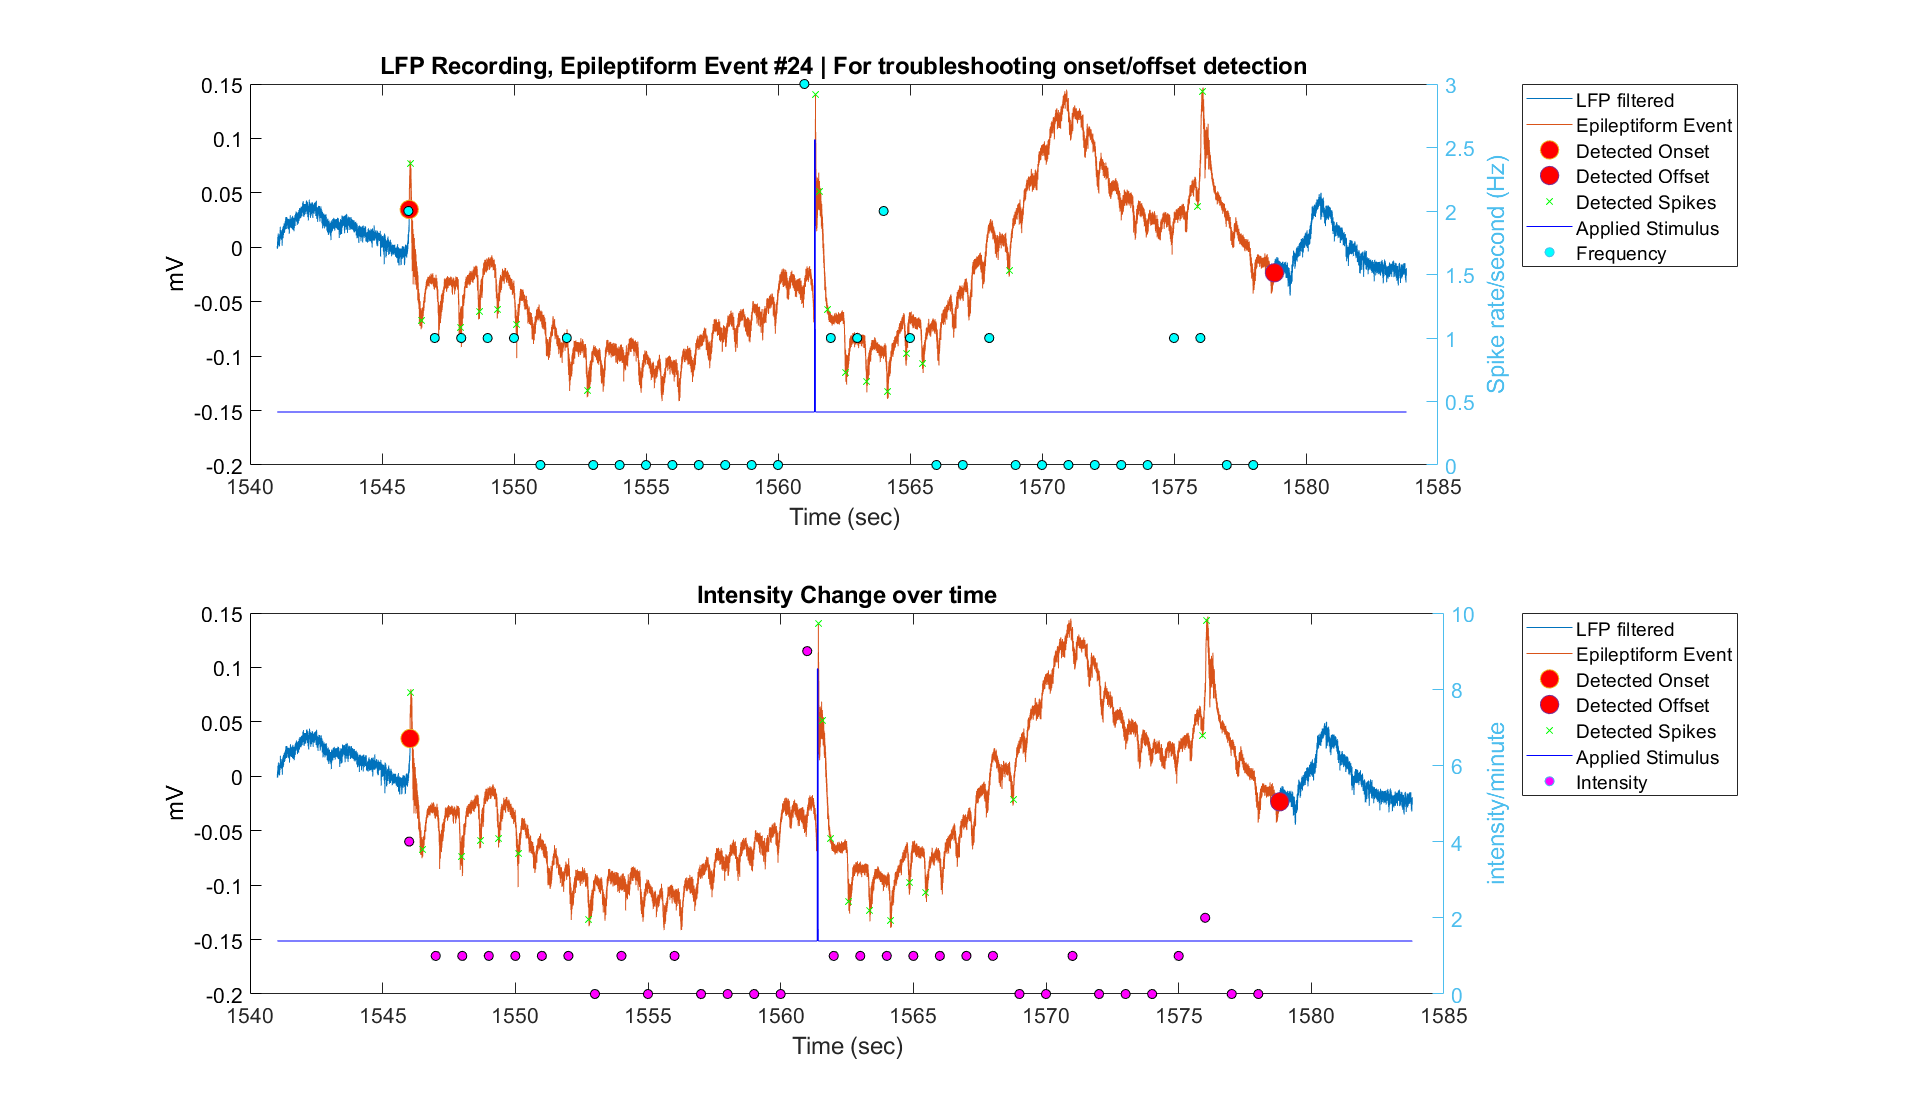 LFP Recording, Epileptiform Event #24 | For troubleshooting onset/offset detection
0.15
0.1
0.05
0
-0.05
-0.1
-0.15
-0.2
mV
3
2.5
2
1.5
1
0.5
0
Spike rate/second (Hz)
1540 1545 1550 1555 1560 1565 1570 1575 1580 1585
Time (sec)
LFP filtered
Epileptiform Event
Detected Onset
Detected Offset
Detected Spikes
Applied Stimulus
Frequency
Intensity Change over time
0.15
0.1
0.05
0
-0.05
-0.1
-0.15
-0.2
mV
10
8
6
4
2
0
intensity/minute
1540 1545 1550 1555 1560 1565 1570 1575 1580 1585
Time (sec)
LFP filtered
Epileptiform Event
Detected Onset
Detected Offset
Detected Spikes
Applied Stimulus
Intensity